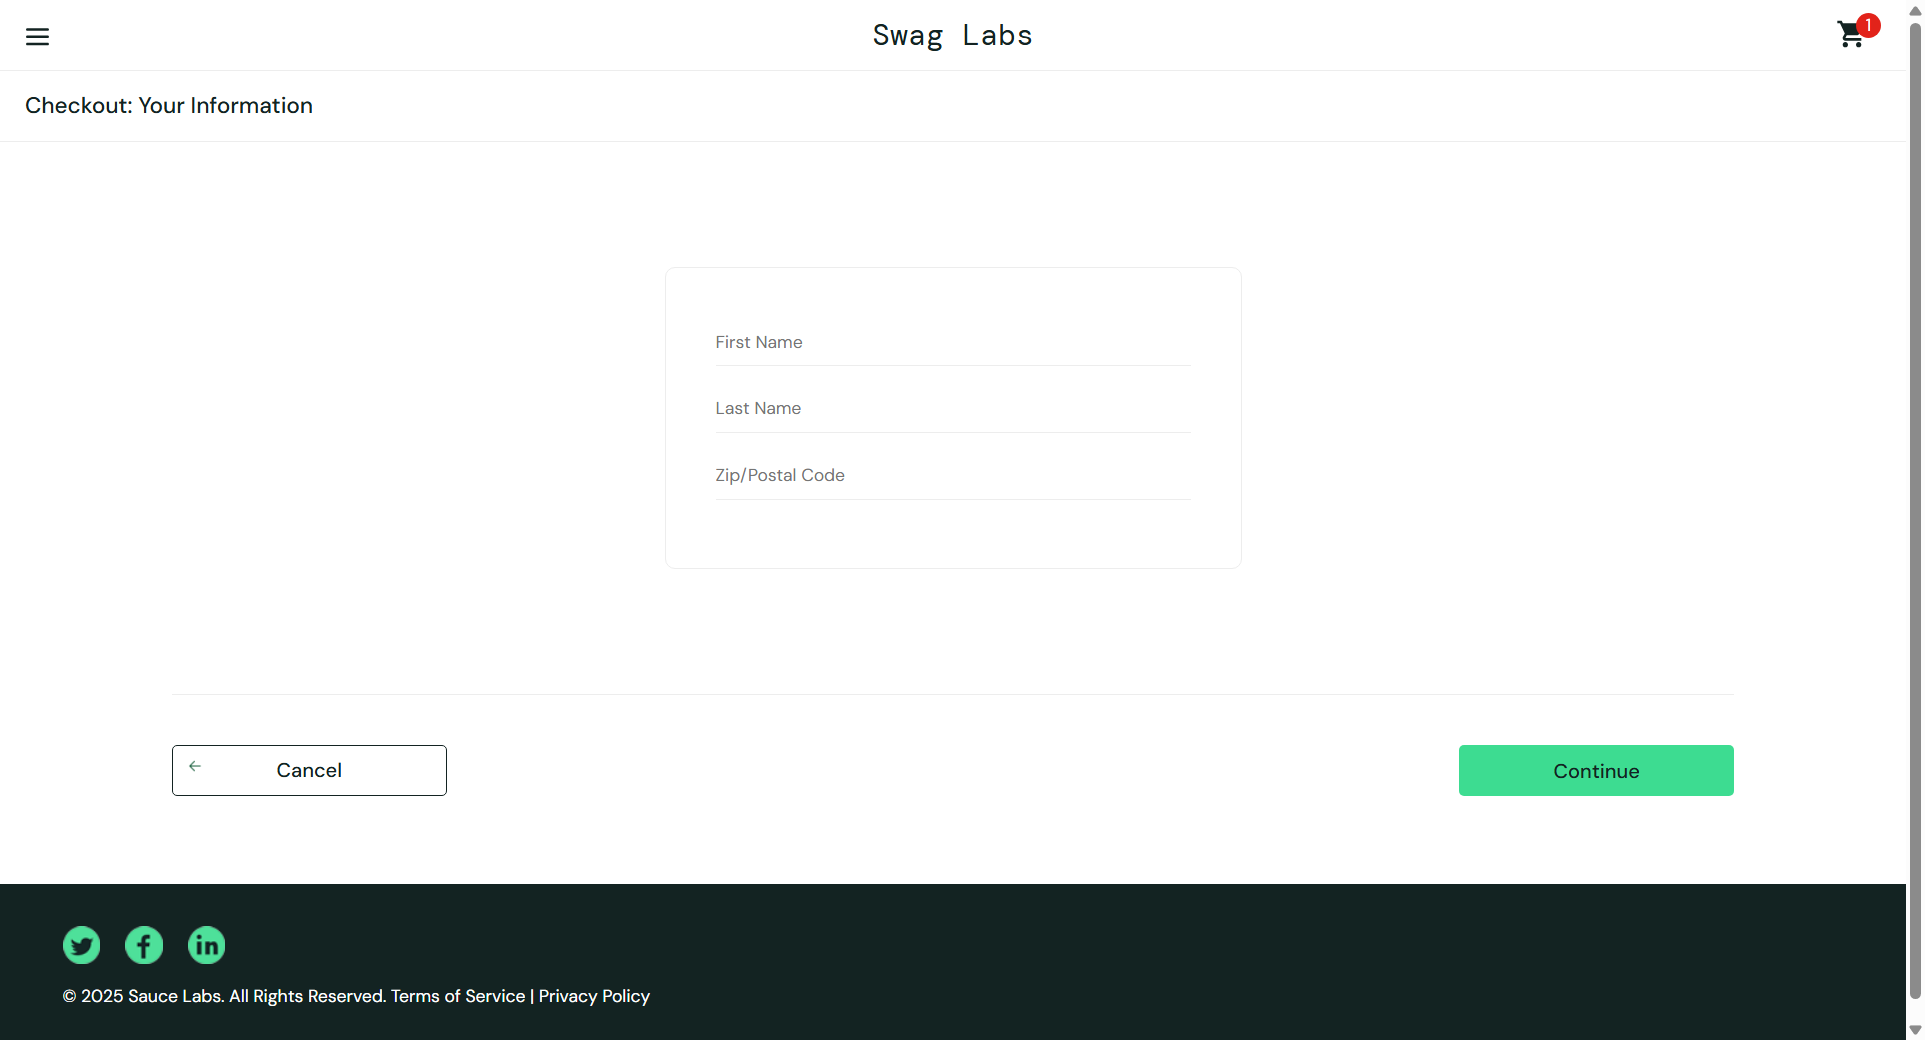 Swag Labs
1
Checkout: Your Information
First Name
Last Name
Zip/Postal Code
Cancel
Continue
© 2025 Sauce Labs. All Rights Reserved. Terms of Service | Privacy Policy